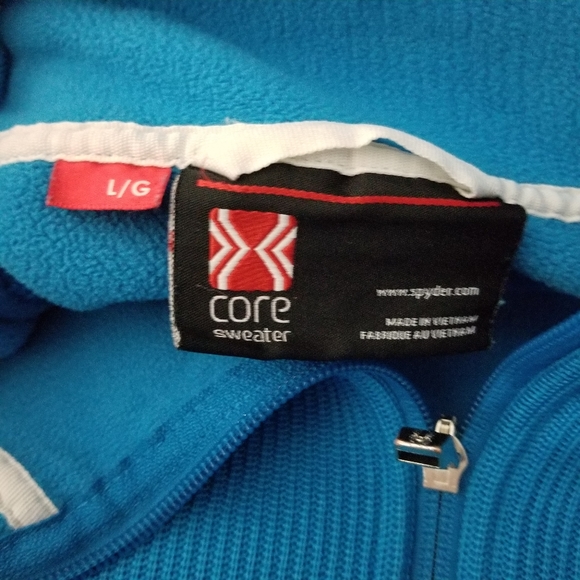 L/G
core
sweater
www.spyder.com
MADE IN VIETNAM
FABRIQUE AU VIETNAM